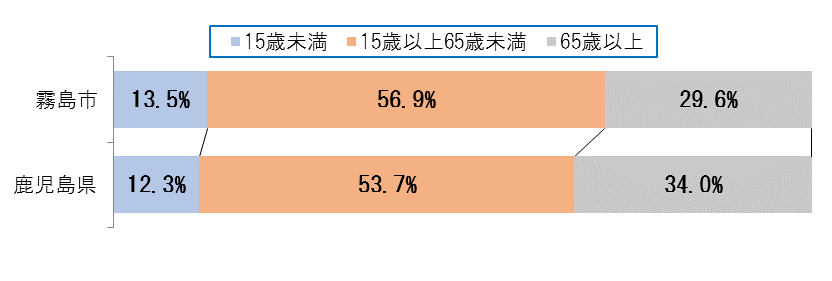 15歳未満 15歳以上65歳未満 65歳以上
霧島市 13.5% 56.9% 29.6%
鹿児島県 12.3% 53.7% 34.0%